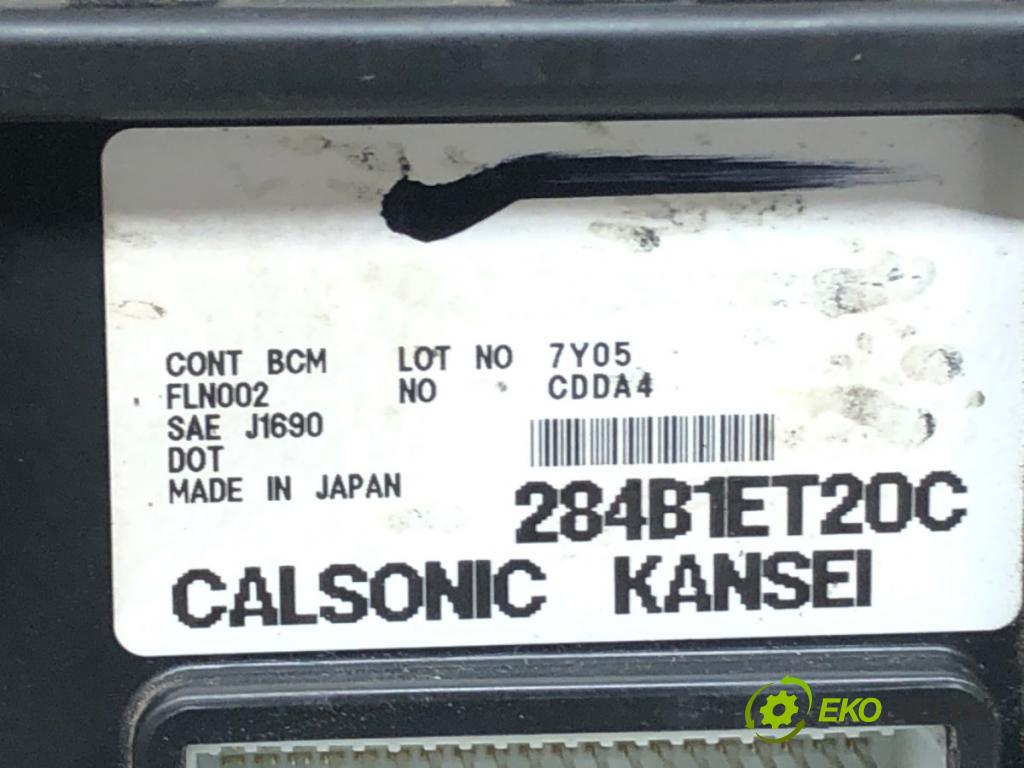 CONT BCM LOT NO 7Y05
FLN002 NO CDDA4
SAE J1690
DOT
MADE IN JAPAN
284B1ET20C
CALSONIC KANSEI
EKO